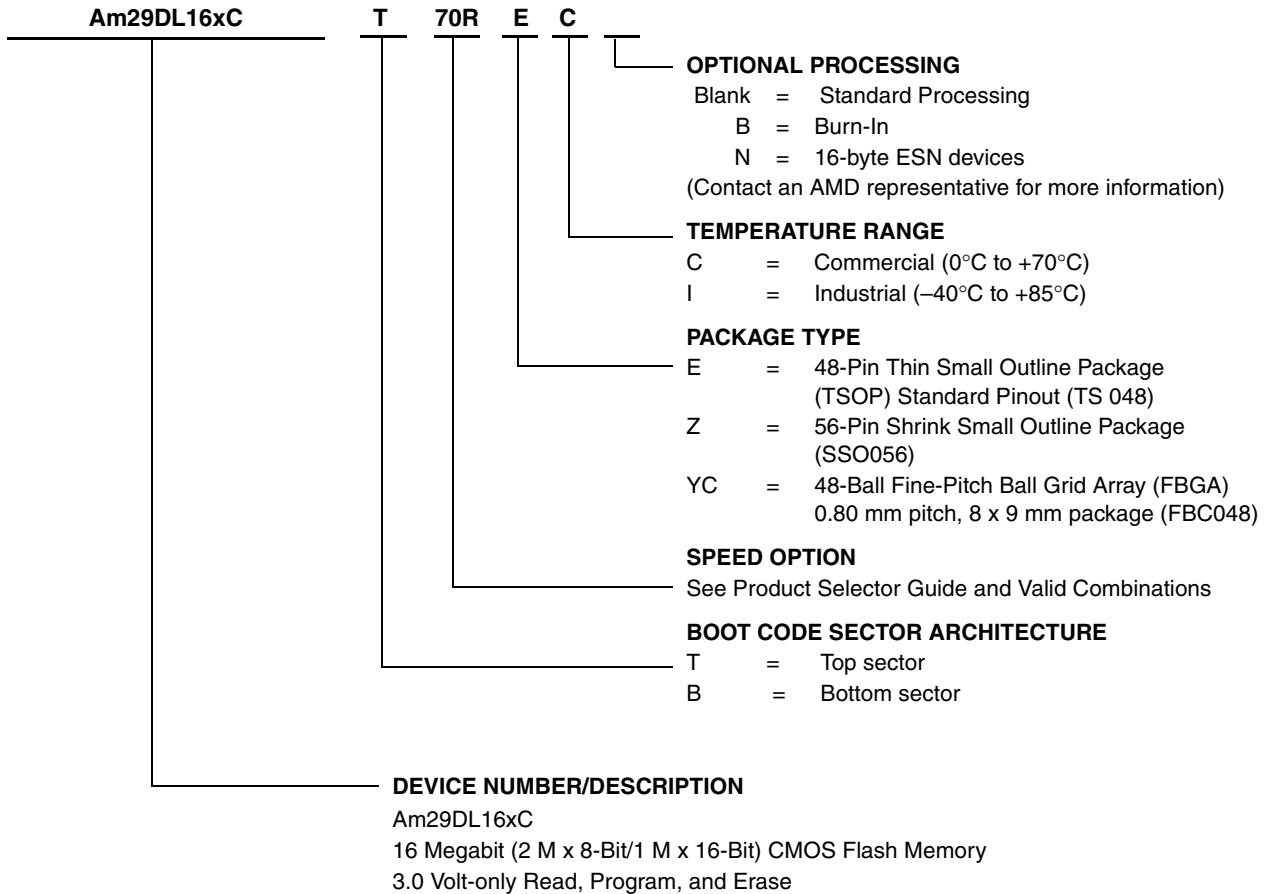 Am29DL16xC T 70R E C
OPTIONAL PROCESSING
Blank = Standard Processing
B = Burn-In
N = 16-byte ESN devices
(Contact an AMD representative for more information)
TEMPERATURE RANGE
C = Commercial (0°C to +70°C)
I = Industrial (–40°C to +85°C)
PACKAGE TYPE
E = 48-Pin Thin Small Outline Package
(TSOP) Standard Pinout (TS 048)
Z = 56-Pin Shrink Small Outline Package
(SSO056)
YC = 48-Ball Fine-Pitch Ball Grid Array (FBGA)
0.80 mm pitch, 8 x 9 mm package (FBC048)
SPEED OPTION
See Product Selector Guide and Valid Combinations
BOOT CODE SECTOR ARCHITECTURE
T = Top sector
B = Bottom sector
DEVICE NUMBER/DESCRIPTION
Am29DL16xC
16 Megabit (2 M x 8-Bit/1 M x 16-Bit) CMOS Flash Memory
3.0 Volt-only Read, Program, and Erase